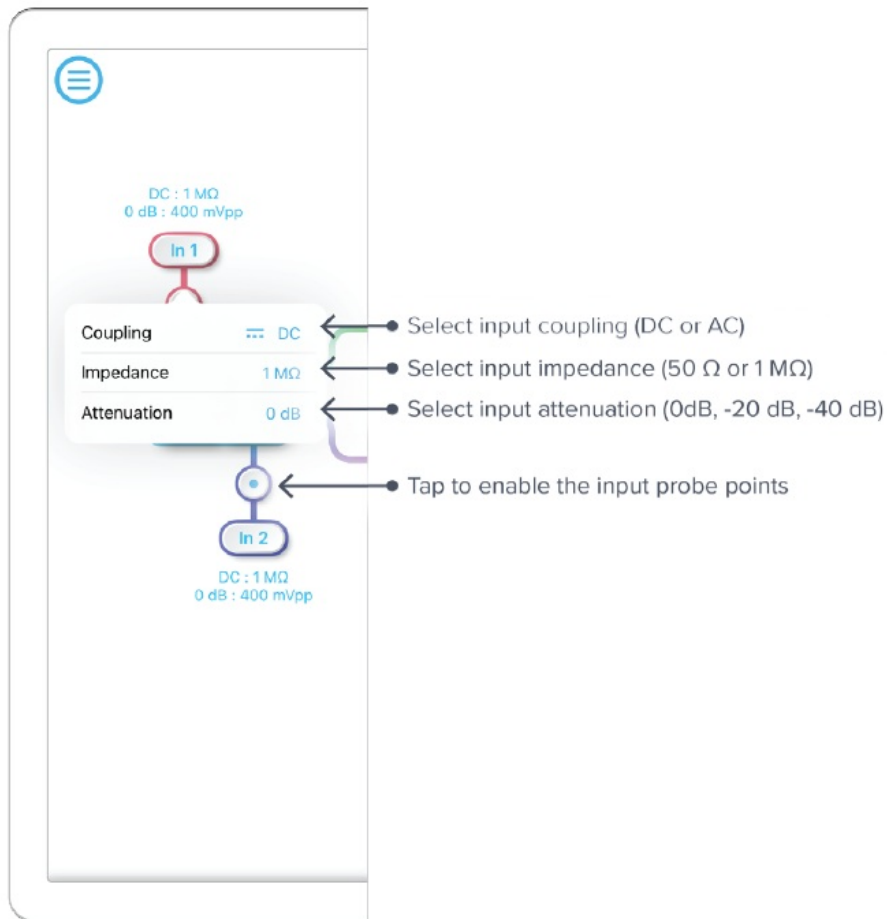 DC : 1 MΩ
0 dB : 400 mVpp
In 1
Coupling DC
Select input coupling (DC or AC)
Impedance 1 MΩ
Select input impedance (50 Ω or 1 MΩ)
Attenuation 0 dB
Select input attenuation (0dB, -20 dB, -40 dB)
Tap to enable the input probe points
In 2
DC : 1 MΩ
0 dB : 400 mVpp